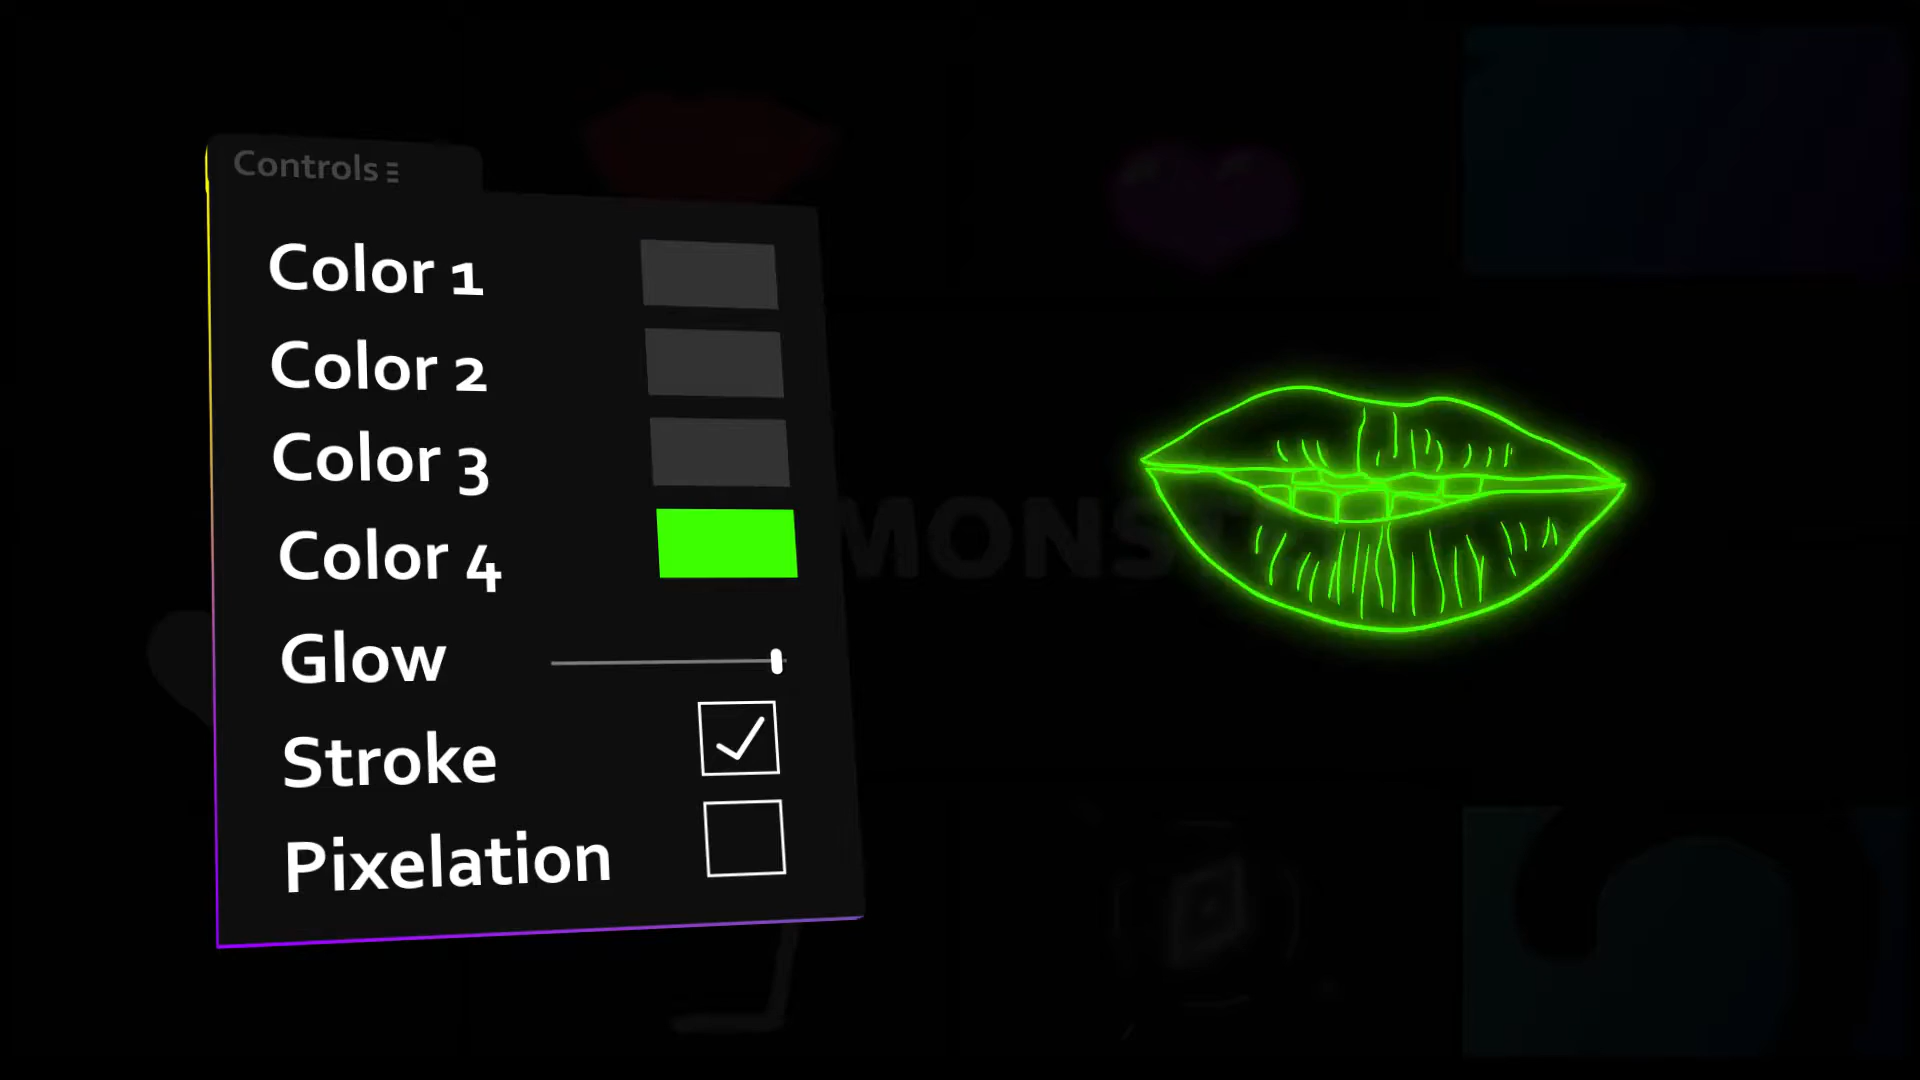 Controls
Color 1
Color 2
Color 3
Color 4
Glow
Stroke
Pixelation